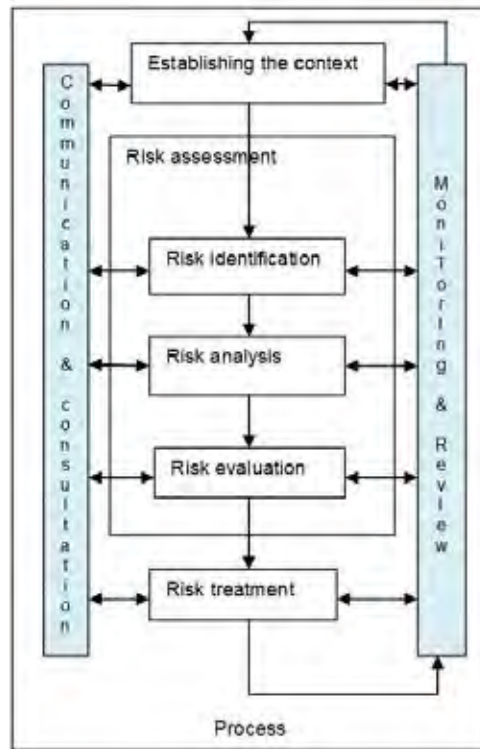 Establishing the context
Communication & consultation
Risk assessment
MoniTorIng & Review
Risk identification
Risk analysis
Risk evaluation
Risk treatment
Process